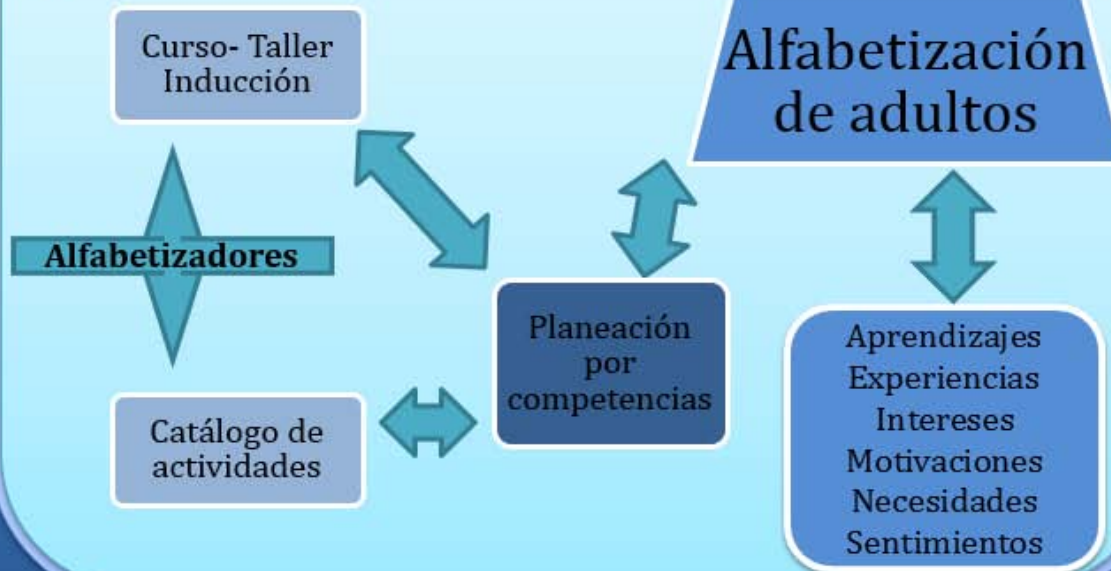 Curso- Taller
Inducción
Alfabetización
de adultos
Alfabetizadores
Planeación
por
competencias
Catálogo de
actividades
Aprendizajes
Experiencias
Intereses
Motivaciones
Necesidades
Sentimientos